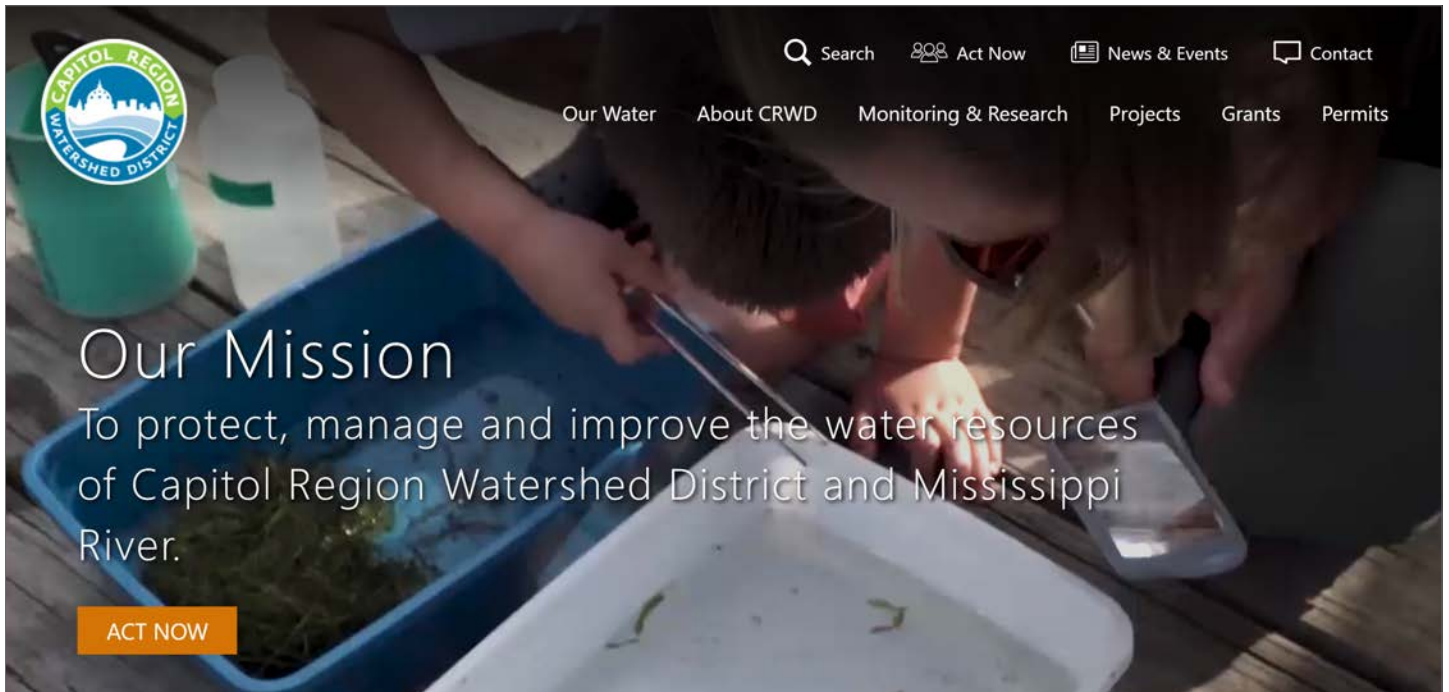 CAPITOL REGION
WATERSHED DISTRICT
Search Act Now News & Events Contact
Our Water About CRWD Monitoring & Research Projects Grants Permits
Our Mission
To protect, manage and improve the water resources
of Capitol Region Watershed District and Mississippi
River.
ACT NOW